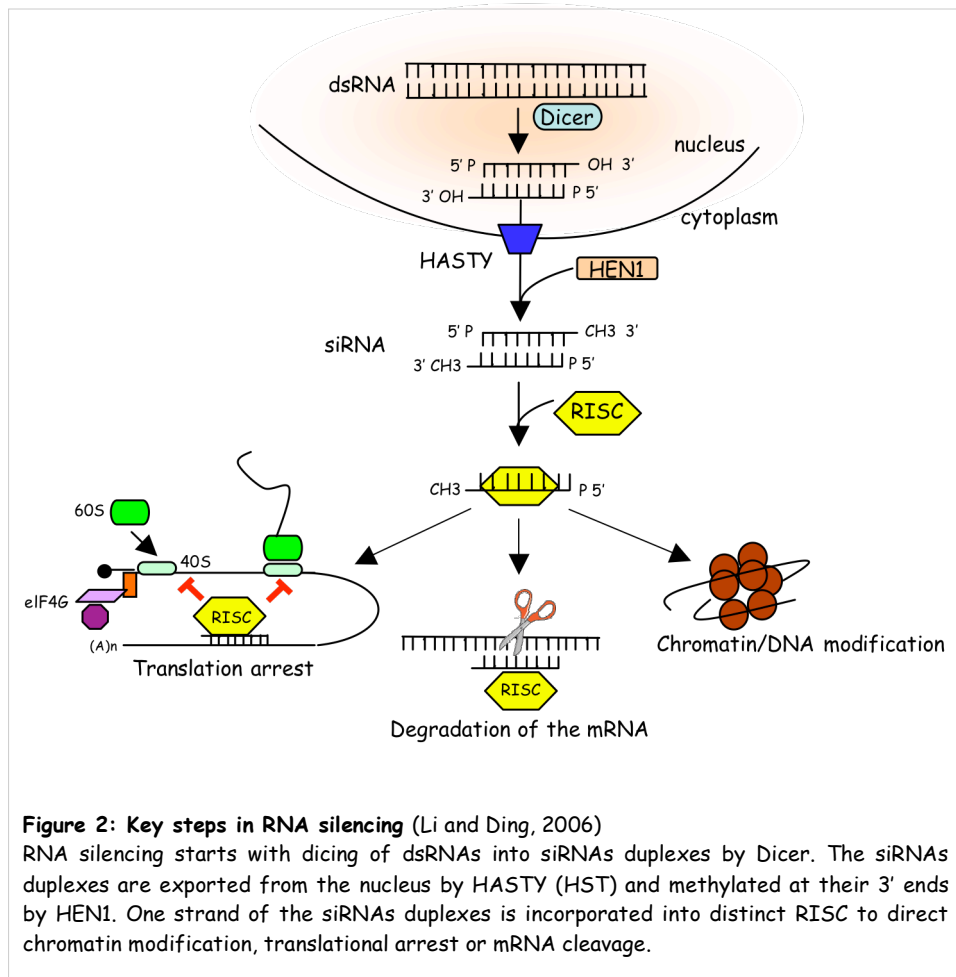 dsRNA
Dicer
nucleus
5' P
OH 3'
3' OH
P 5'
cytoplasm
HASTY
HEN1
5' P
CH3 3'
siRNA
3' CH3
P 5'
RISC
CH3
P 5'
60S
40S
eIF4G
RISC
(A)n
Translation arrest
RISC
Degradation of the mRNA
Chromatin/DNA modification
Figure 2: Key steps in RNA silencing (Li and Ding, 2006)
RNA silencing starts with dicing of dsRNAs into siRNAs duplexes by Dicer. The siRNAs
duplexes are exported from the nucleus by HASTY (HST) and methylated at their 3' ends
by HEN1. One strand of the siRNAs duplexes is incorporated into distinct RISC to direct
chromatin modification, translational arrest or mRNA cleavage.